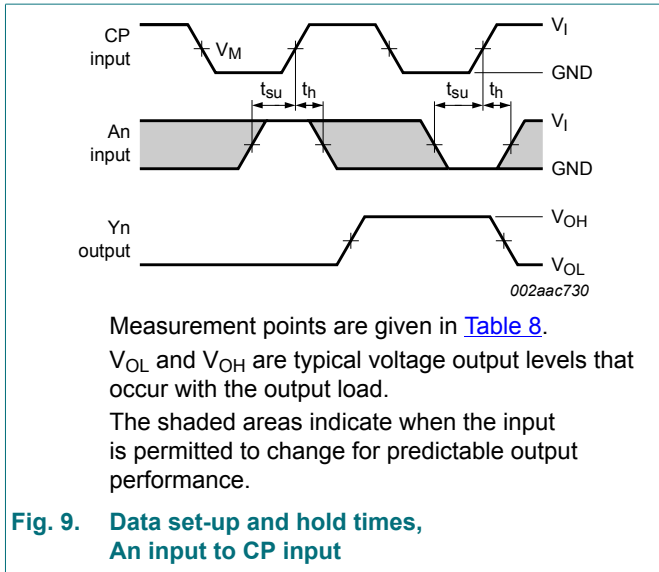 CP
input
V_M
V_I
GND
t_su
t_h
t_su
t_h
An
input
V_I
GND
Yn
output
V_OH
V_OL
002aac730
Measurement points are given in Table 8.
V_OL and V_OH are typical voltage output levels that
occur with the output load.
The shaded areas indicate when the input
is permitted to change for predictable output
performance.
Fig. 9. Data set-up and hold times,
An input to CP input